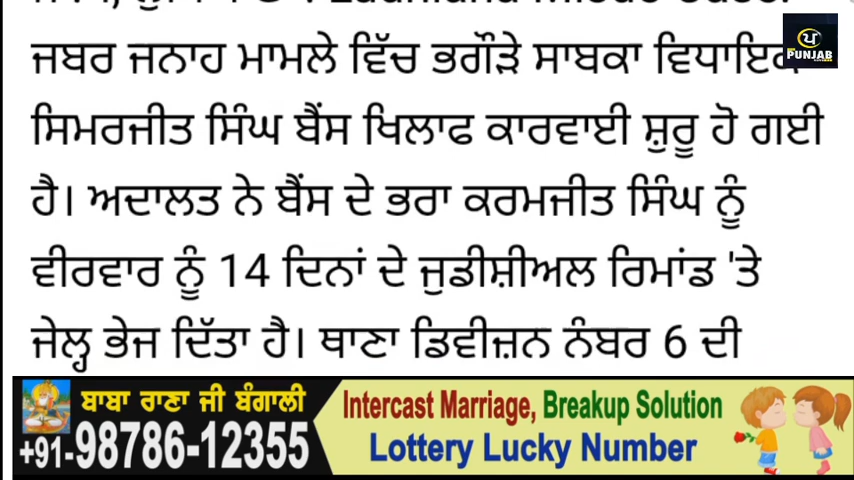 ਪ
PUNJAB
ਜਬਰ ਜਨਾਹ ਮਾਮਲੇ ਵਿੱਚ ਭਗੌੜੇ ਸਾਬਕਾ ਵਿਧਾਇਕ
ਸਿਮਰਜੀਤ ਸਿੰਘ ਬੈਂਸ ਖਿਲਾਫ ਕਾਰਵਾਈ ਸ਼ੁਰੂ ਹੋ ਗਈ
ਹੈ। ਅਦਾਲਤ ਨੇ ਬੈਂਸ ਦੇ ਭਰਾ ਕਰਮਜੀਤ ਸਿੰਘ ਨੂੰ
ਵੀਰਵਾਰ ਨੂੰ 14 ਦਿਨਾਂ ਦੇ ਜੁਡੀਸ਼ੀਅਲ ਰਿਮਾਂਡ 'ਤੇ
ਜੇਲ੍ਹ ਭੇਜ ਦਿੱਤਾ ਹੈ। ਥਾਣਾ ਡਿਵੀਜ਼ਨ ਨੰਬਰ 6 ਦੀ
ਬਾਬਾ ਰਾਣਾ ਜੀ ਬੰਗਾਲੀ
+91-98786-12355
Intercast Marriage, Breakup Solution
Lottery Lucky Number